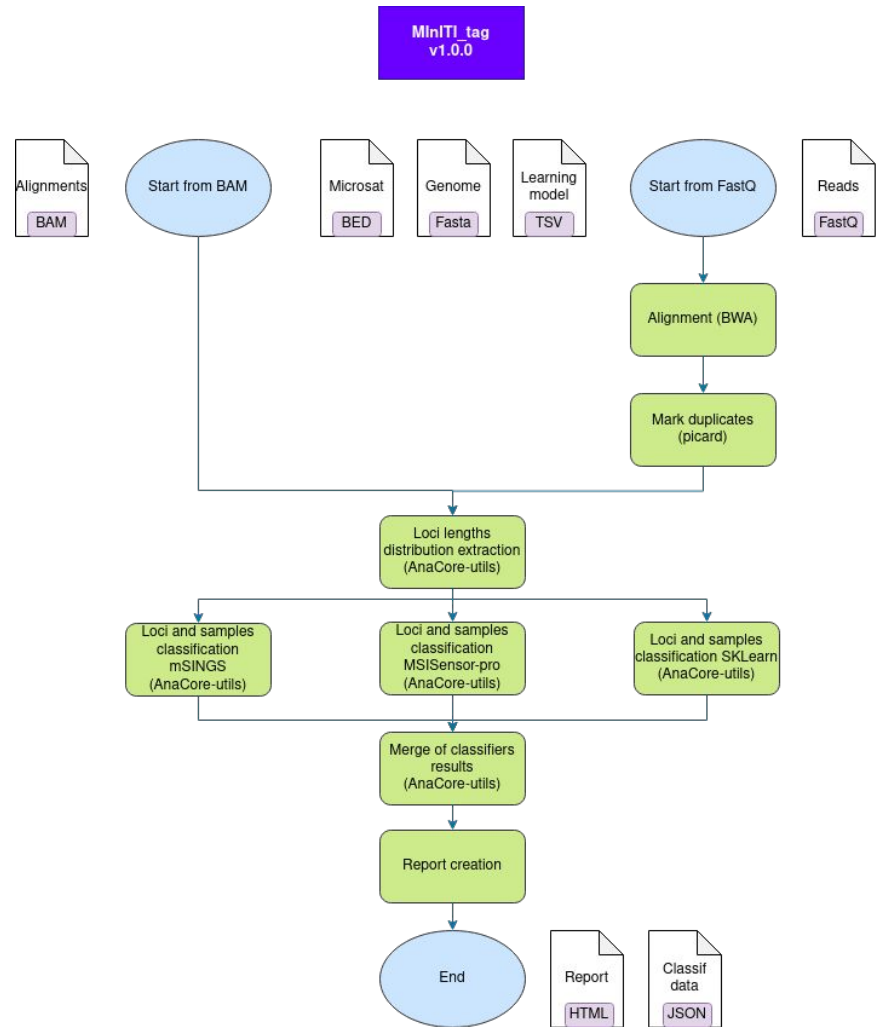 MInITI_tag
v1.0.0
Alignments
BAM
Start from BAM
Microsat
BED
Genome
Fasta
Learning
model
TSV
Start from FastQ
Reads
FastQ
Alignment (BWA)
Mark duplicates
(picard)
Loci lengths
distribution extraction
(AnaCore-utils)
Loci and samples
classification
mSINGS
(AnaCore-utils)
Loci and samples
classification
MSISensor-pro
(AnaCore-utils)
Loci and samples
classification SKLearn
(AnaCore-utils)
Merge of classifiers
results
(AnaCore-utils)
Report creation
End
Report
HTML
Classif
data
JSON